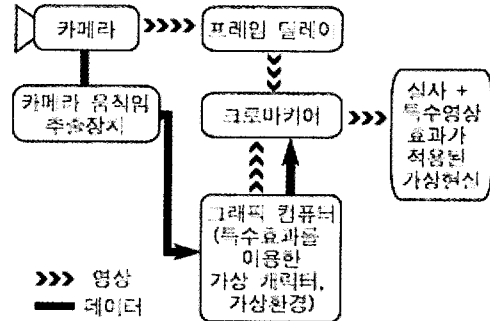 카메라
프레임 딜레이
카메라 움직임
추출장치
크로마키어
실사 +
특수영상
효과가
적용된
가상현실
그래픽 컴퓨터
(특수효과를
이용한
가상 캐릭터,
가상환경)
영상
데이터